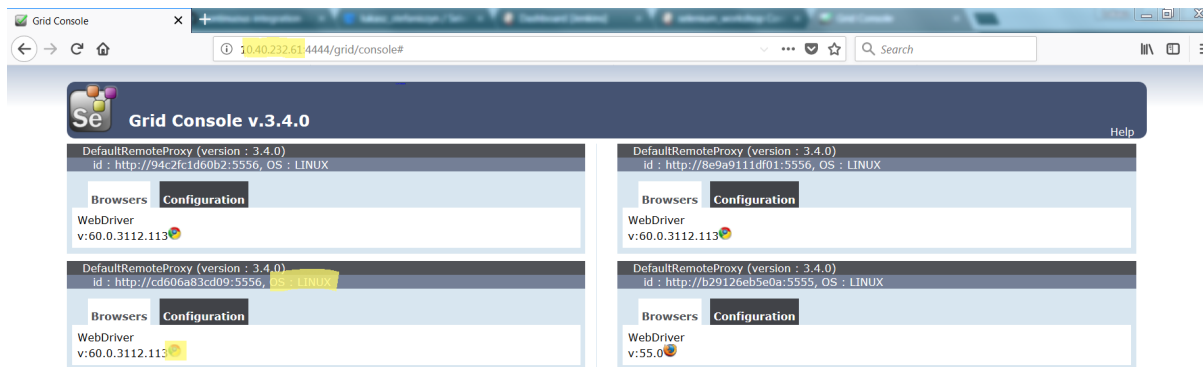 Grid Console
10.40.232.61:4444/grid/console#
Search
Se
Grid Console v.3.4.0
Help
DefaultRemoteProxy (version : 3.4.0)
id : http://94c2fc1d60b2:5556, OS : LINUX
Browsers Configuration
WebDriver
v:60.0.3112.113
DefaultRemoteProxy (version : 3.4.0)
id : http://8e9a9111df01:5556, OS : LINUX
Browsers Configuration
WebDriver
v:60.0.3112.113
DefaultRemoteProxy (version : 3.4.0)
id : http://cd606a83cd09:5556, OS : LINUX
Browsers Configuration
WebDriver
v:60.0.3112.113
DefaultRemoteProxy (version : 3.4.0)
id : http://b29126eb5e0a:5555, OS : LINUX
Browsers Configuration
WebDriver
v:55.0